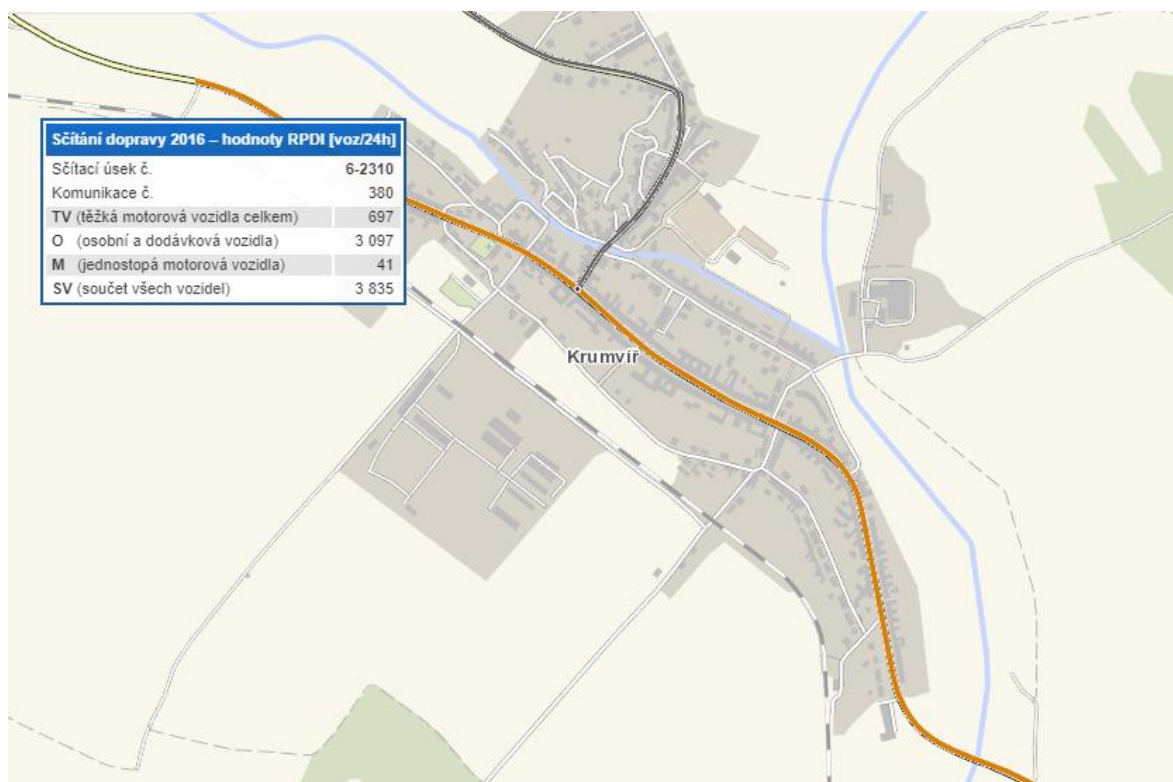 Sčítání dopravy 2016 – hodnoty RPDI [voz/24h]
Sčítací úsek č. 6-2310
Komunikace č. 380
TV (těžká motorová vozidla celkem) 697
O (osobní a dodávková vozidla) 3 097
M (jednostopá motorová vozidla) 41
SV (součet všech vozidel) 3 835
Krumvíř